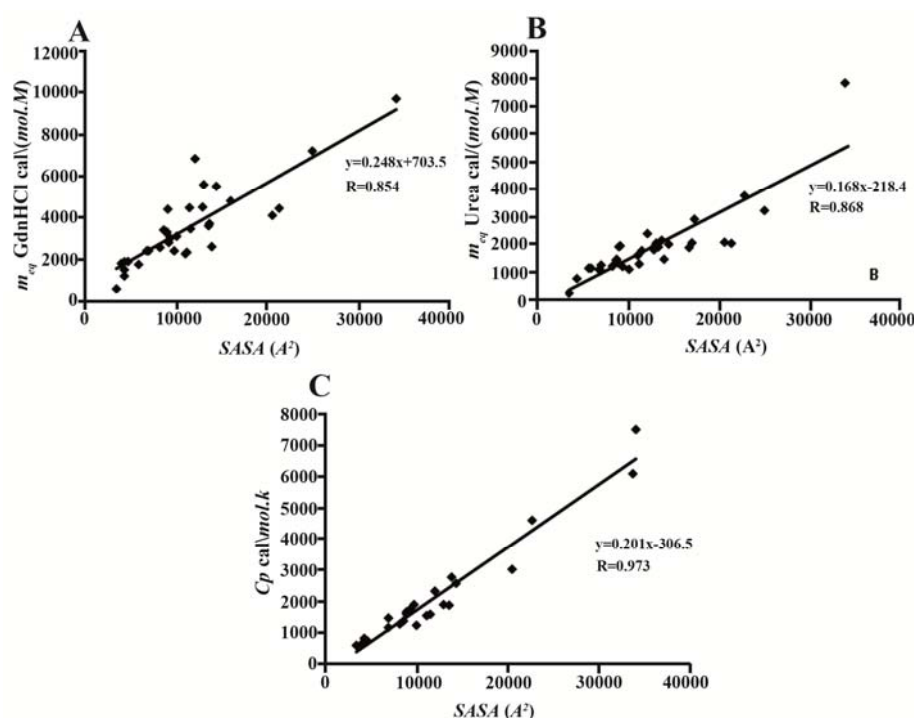 A
12000
10000
8000
6000
4000
2000
0
m_eq GdnHCl cal\(mol.M)
y=0.248x+703.5
R=0.854
0 10000 20000 30000 40000
SASA (A²)
B
9000
8000
7000
6000
5000
4000
3000
2000
1000
0
m_eq Urea cal/(mol.M)
y=0.168x-218.4
R=0.868
B
0 10000 20000 30000 40000
SASA (A²)
C
8000
7000
6000
5000
4000
3000
2000
1000
0
Cp cal\mol.k
y=0.201x-306.5
R=0.973
0 10000 20000 30000 40000
SASA (A²)